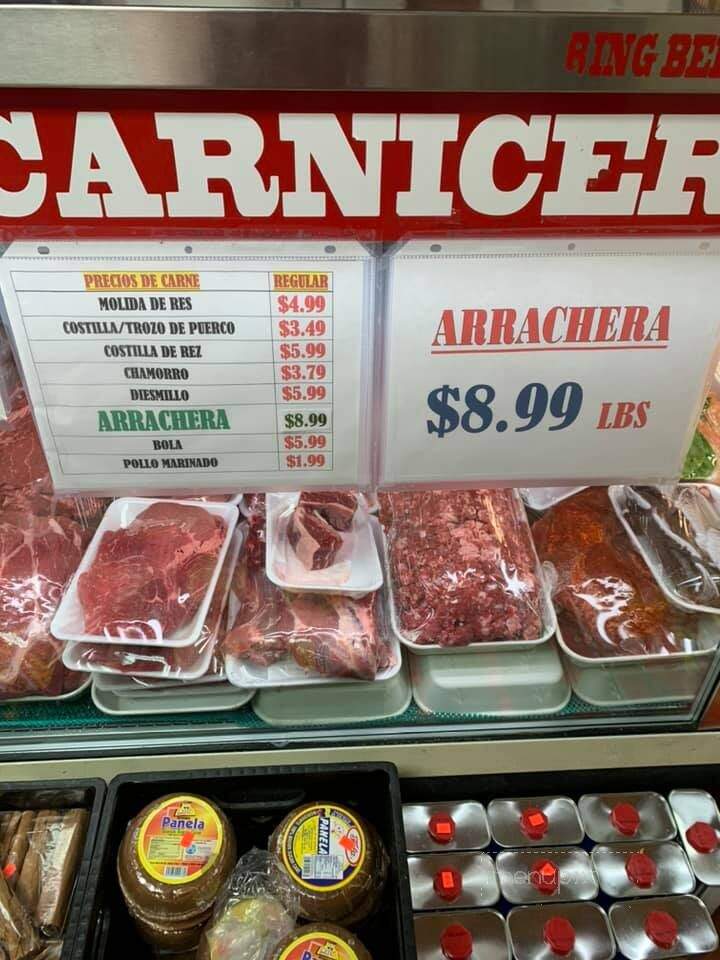 RING BE
CARNICER
PRECIOS DE CARNE REGULAR
MOLIDA DE RES $4.99
COSTILLA/TROZO DE PUERCO $3.49
COSTILLA DE REZ $5.99
CHAMORRO $3.79
DIESMILLO $5.99
ARRACHERA $8.99
BOLA $5.99
POLLO MARINADO $1.99
ARRACHERA
$8.99 LBS
Panela
PANELA